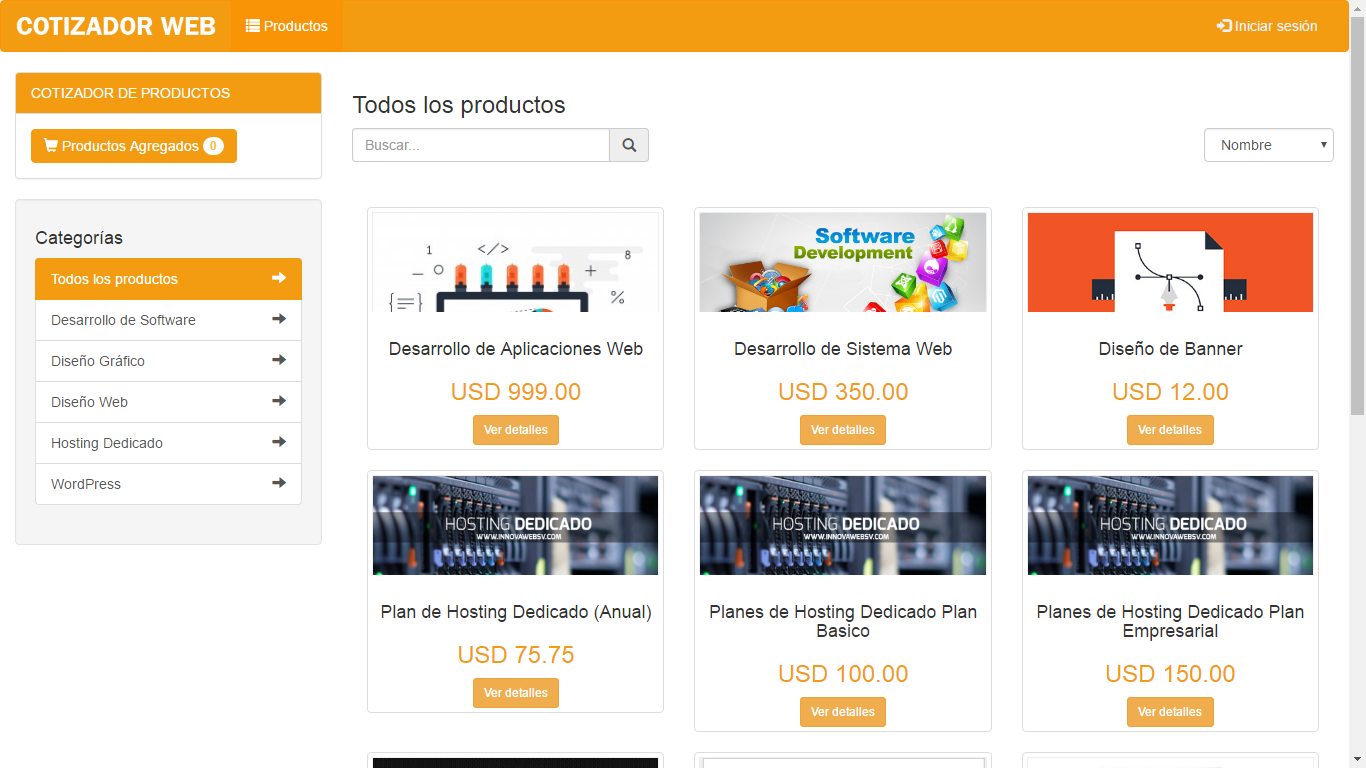 COTIZADOR WEB
Productos
Iniciar sesión
COTIZADOR DE PRODUCTOS
Productos Agregados 0
Categorías
Todos los productos
Desarrollo de Software
Diseño Gráfico
Diseño Web
Hosting Dedicado
WordPress
Todos los productos
Buscar...
Nombre
1
</>
8
{=}
%
Desarrollo de Aplicaciones Web
USD 999.00
Ver detalles
Software
Development
Desarrollo de Sistema Web
USD 350.00
Ver detalles
Diseño de Banner
USD 12.00
Ver detalles
HOSTING DEDICADO
WWW.INNOVAWEBSV.COM
Plan de Hosting Dedicado (Anual)
USD 75.75
Ver detalles
HOSTING DEDICADO
WWW.INNOVAWEBSV.COM
Planes de Hosting Dedicado Plan
Basico
USD 100.00
Ver detalles
HOSTING DEDICADO
WWW.INNOVAWEBSV.COM
Planes de Hosting Dedicado Plan
Empresarial
USD 150.00
Ver detalles